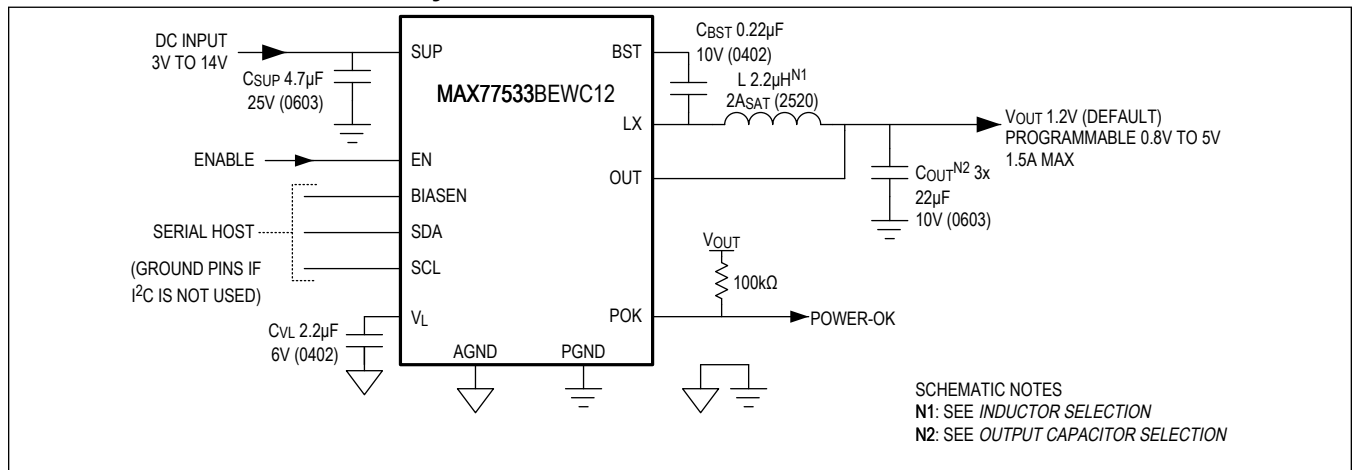 DC INPUT
3V TO 14V
CSUP 4.7µF
25V (0603)
ENABLE
SERIAL HOST
(GROUND PINS IF
I2C IS NOT USED)
CVL 2.2µF
6V (0402)
SUP
EN
BIASEN
SDA
SCL
VL
MAX77533BEWC12
AGND
PGND
BST
LX
OUT
POK
CBST 0.22µF
10V (0402)
L 2.2µHN1
2ASAT (2520)
VOUT 1.2V (DEFAULT)
PROGRAMMABLE 0.8V TO 5V
1.5A MAX
COUTN2 3x
22µF
10V (0603)
VOUT
100kΩ
POWER-OK
SCHEMATIC NOTES
N1: SEE INDUCTOR SELECTION
N2: SEE OUTPUT CAPACITOR SELECTION